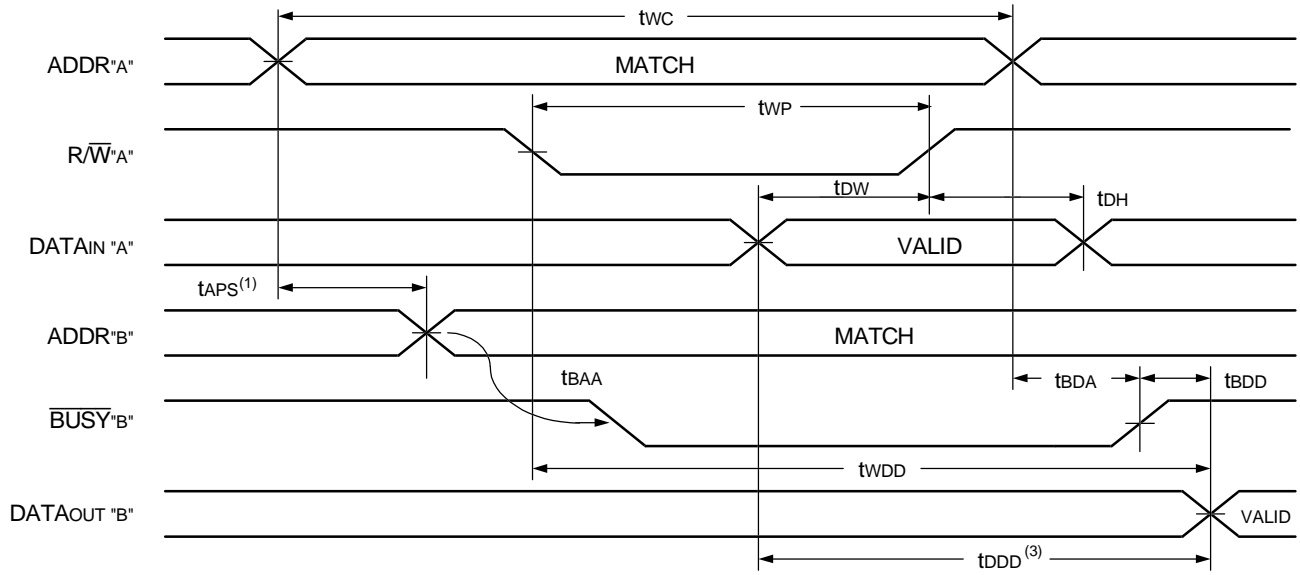 tWC
ADDR"A"
MATCH
tWP
R/W̅"A"
tDW
tDH
DATAIN "A"
VALID
tAPS(1)
ADDR"B"
MATCH
tBAA
tBDA
tBDD
B̅U̅S̅Y̅"B"
tWDD
DATAOUT "B"
VALID
tDDD(3)